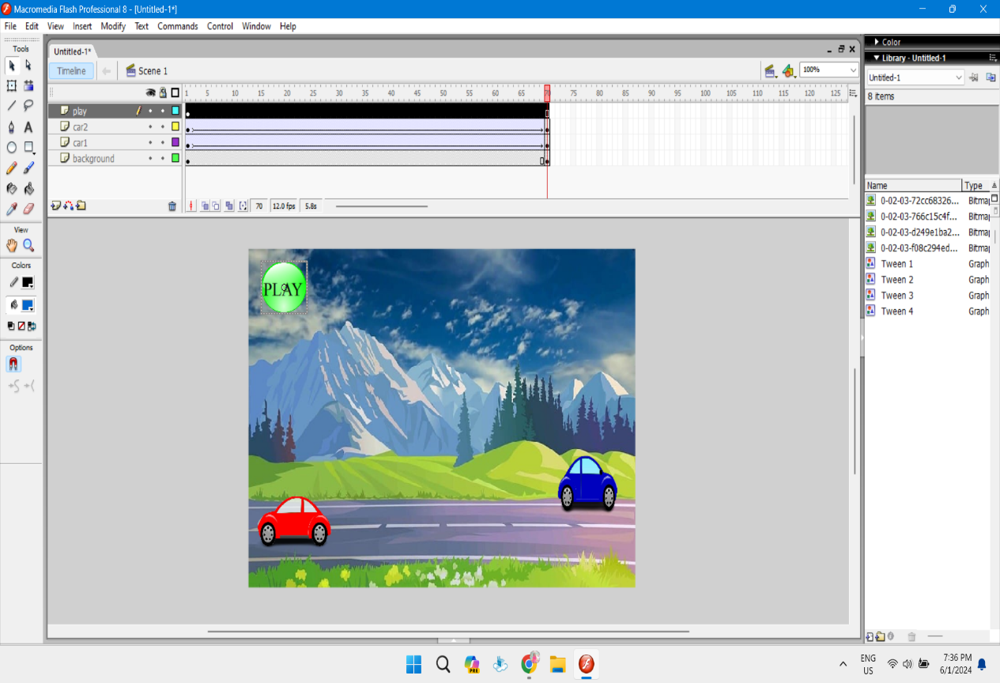 Macromedia Flash Professional 8 - [Untitled-1*]
File Edit View Insert Modify Text Commands Control Window Help
Tools
View
Colors
Options
Untitled-1*
Timeline
Scene 1
100%
1 5 10 15 20 25 30 35 40 45 50 55 60 65 70 75 80 85 90 95 100 105 110 115 120 125
play
car2
car1
background
70 12.0 fps 5.8s
PLAY
Color
Library - Untitled-1
Untitled-1
8 items
Name Type
0-02-03-72cc68326... Bitmap
0-02-03-766c15c4f... Bitmap
0-02-03-d249e1ba2... Bitmap
0-02-03-f08c294ed... Bitmap
Tween 1 Graph
Tween 2 Graph
Tween 3 Graph
Tween 4 Graph
PRE
ENG
US
7:36 PM
6/1/2024